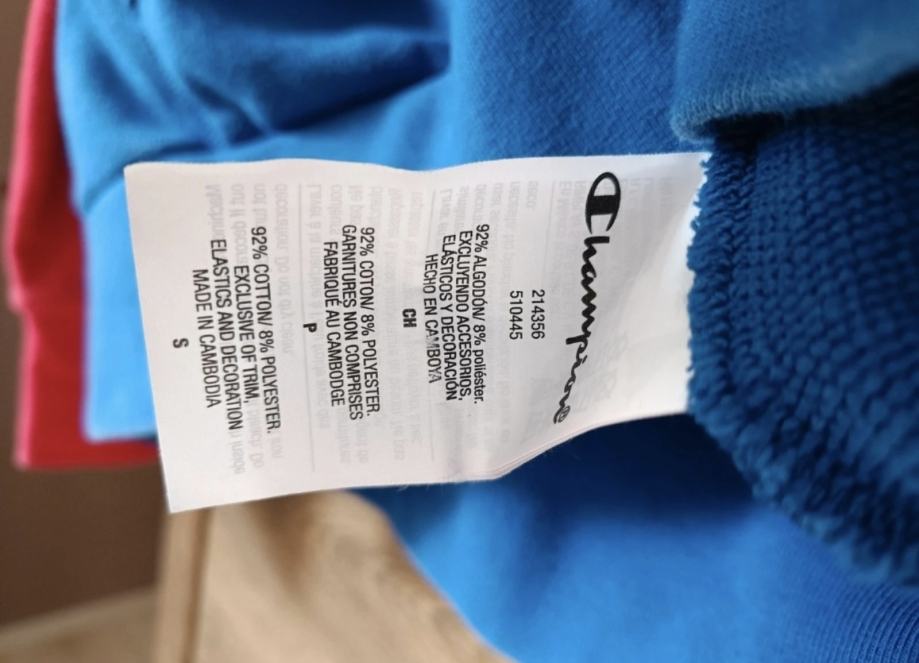 Champion®
214356
510445
92% ALGODÓN/ 8% poliéster.
EXCLUYENDO ACCESORIOS,
ELÁSTICOS Y DECORACIÓN
HECHO EN CAMBOYA
CH
92% COTON/ 8% POLYESTER.
GARNITURES NON COMPRISES
FABRIQUÉ AU CAMBODGE
P
92% COTTON/ 8% POLYESTER.
EXCLUSIVE OF TRIM,
ELASTICS AND DECORATION
MADE IN CAMBODIA
S